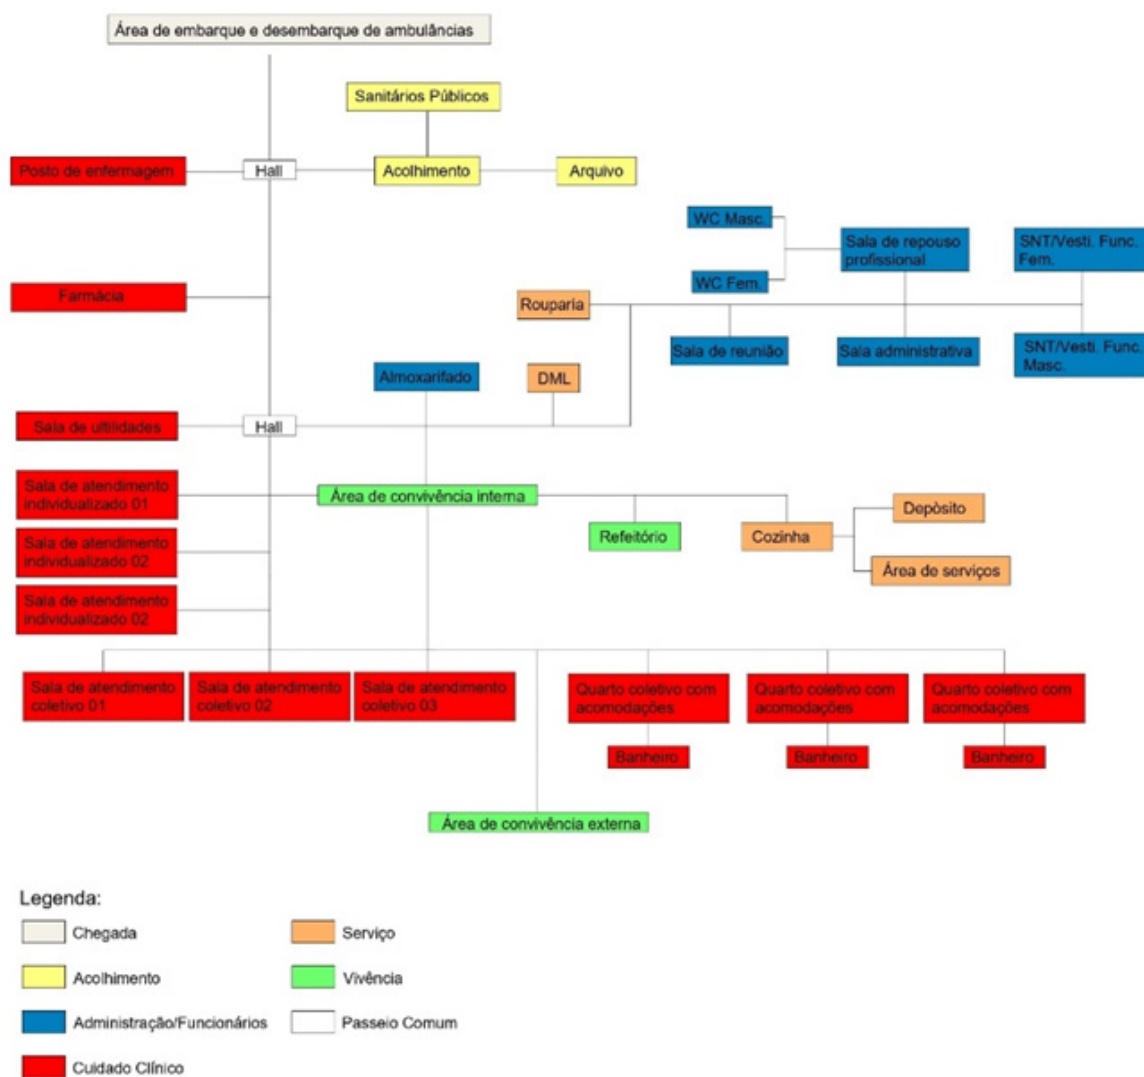 Área de embarque e desembarque de ambulâncias
Sanitários Públicos
Posto de enfermagem
Hall
Acolhimento
Arquivo
WC Masc.
Sala de repouso
profissional
SNT/Vesti. Func.
Fem.
WC Fem.
Farmácia
Rouparia
Sala de reunião
Sala administrativa
SNT/Vesti. Func.
Masc.
Almoxarifado
DML
Sala de ultilidades
Hall
Sala de atendimento
individualizado 01
Área de convivência interna
Depòsito
Sala de atendimento
individualizado 02
Refeitório
Cozinha
Área de serviços
Sala de atendimento
individualizado 02
Sala de atendimento
coletivo 01
Sala de atendimento
coletivo 02
Sala de atendimento
coletivo 03
Quarto coletivo com
acomodações
Quarto coletivo com
acomodações
Quarto coletivo com
acomodações
Banheiro
Banheiro
Banheiro
Área de convivência externa
Legenda:
Chegada
Serviço
Acolhimento
Vivência
Administração/Funcionários
Passeio Comum
Cuidado Clínico